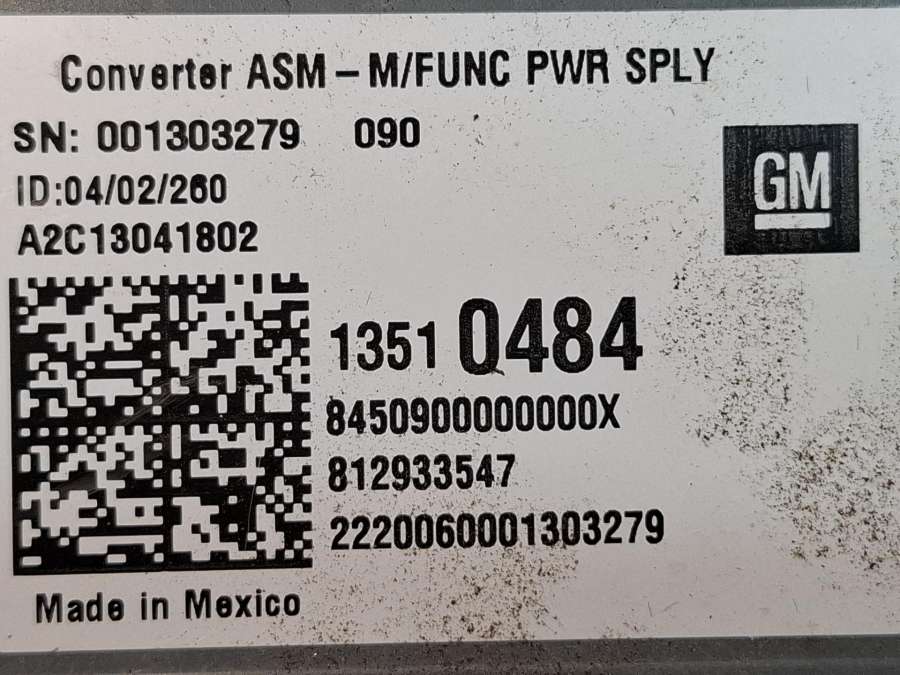 Converter ASM – M/FUNC PWR SPLY
SN: 001303279 090
ID:04/02/260
A2C13041802
GM
1351 0484
8450900000000X
812933547
2220060001303279
Made in Mexico